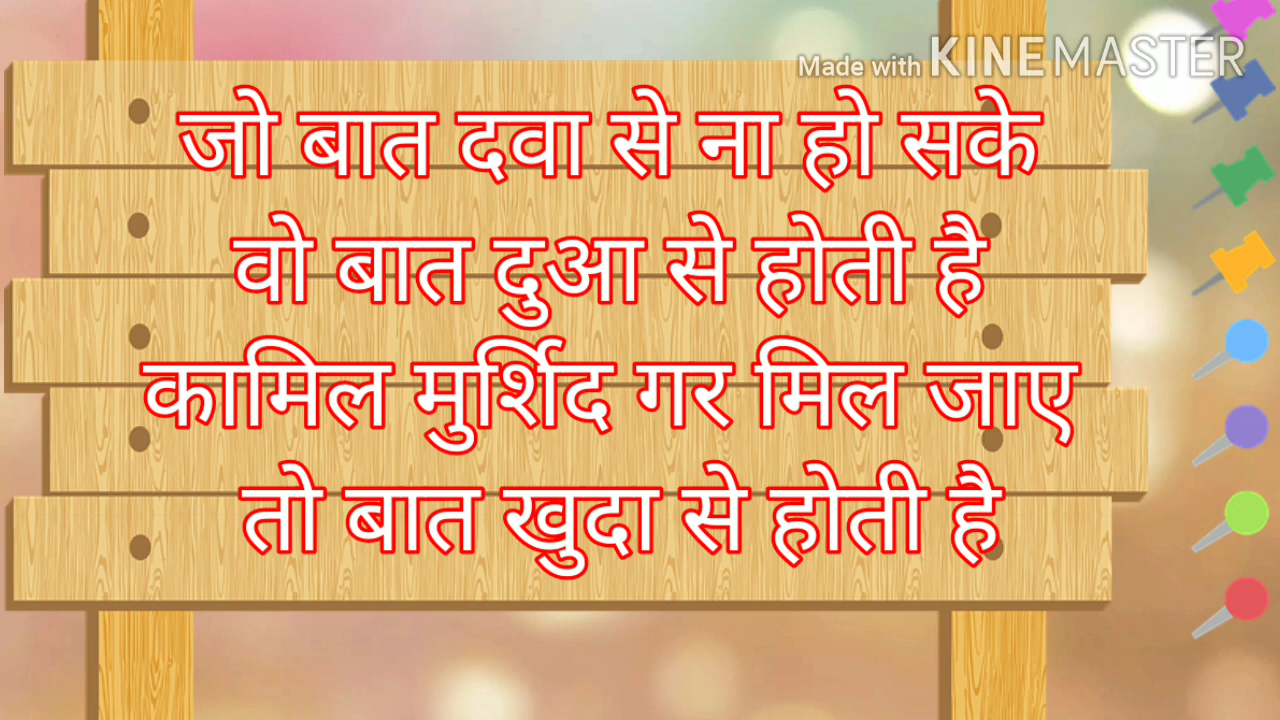 Made with KINEMASTER
जो बात दवा से ना हो सके
वो बात दुआ से होती है
कामिल मुर्शिद गर मिल जाए
तो बात खुदा से होती है